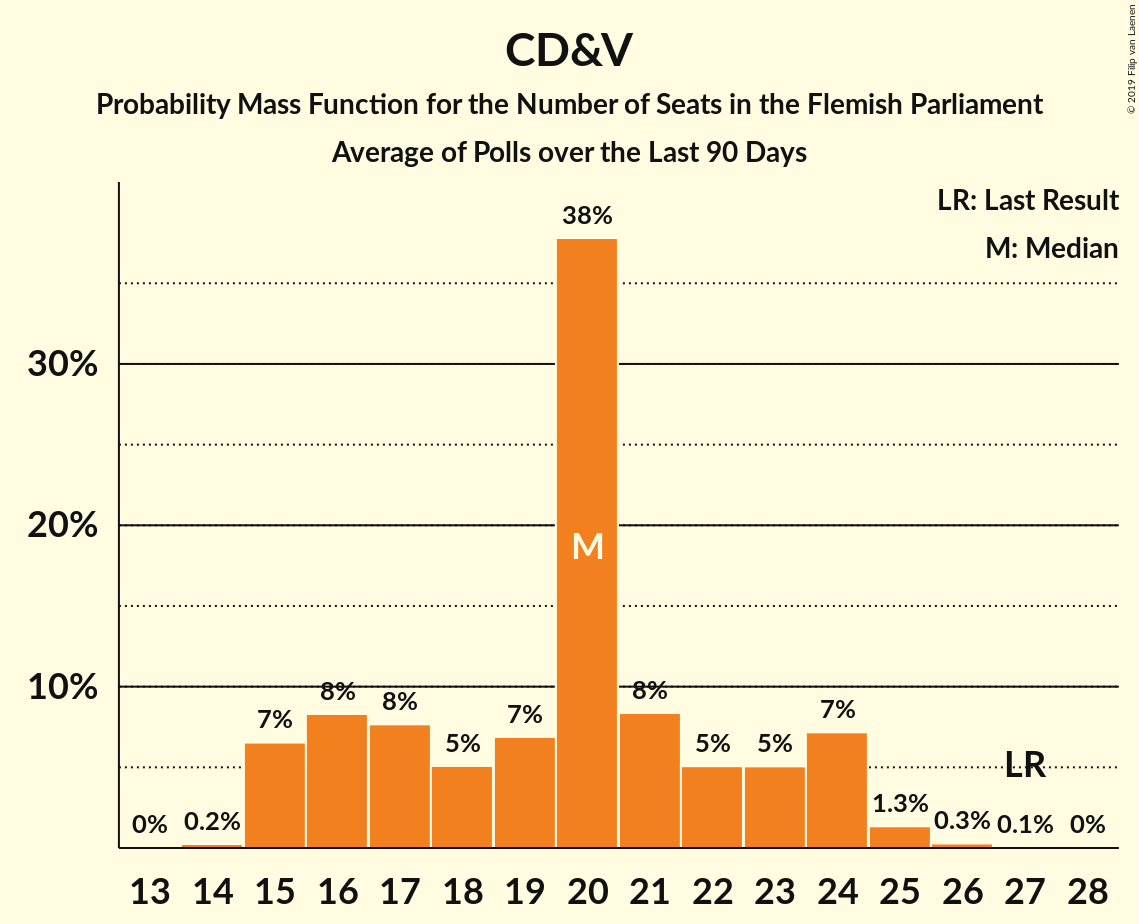 CD&V
Probability Mass Function for the Number of Seats in the Flemish Parliament
Average of Polls over the Last 90 Days
© 2019 Filip van Laenen
LR: Last Result
M: Median
38%
30%
20%
M
10%
8%
8%
8%
7%
7%
7%
5%
5%
5%
LR
1.3%
0%
0.2%
0.3%
0.1%
0%
13 14 15 16 17 18 19 20 21 22 23 24 25 26 27 28